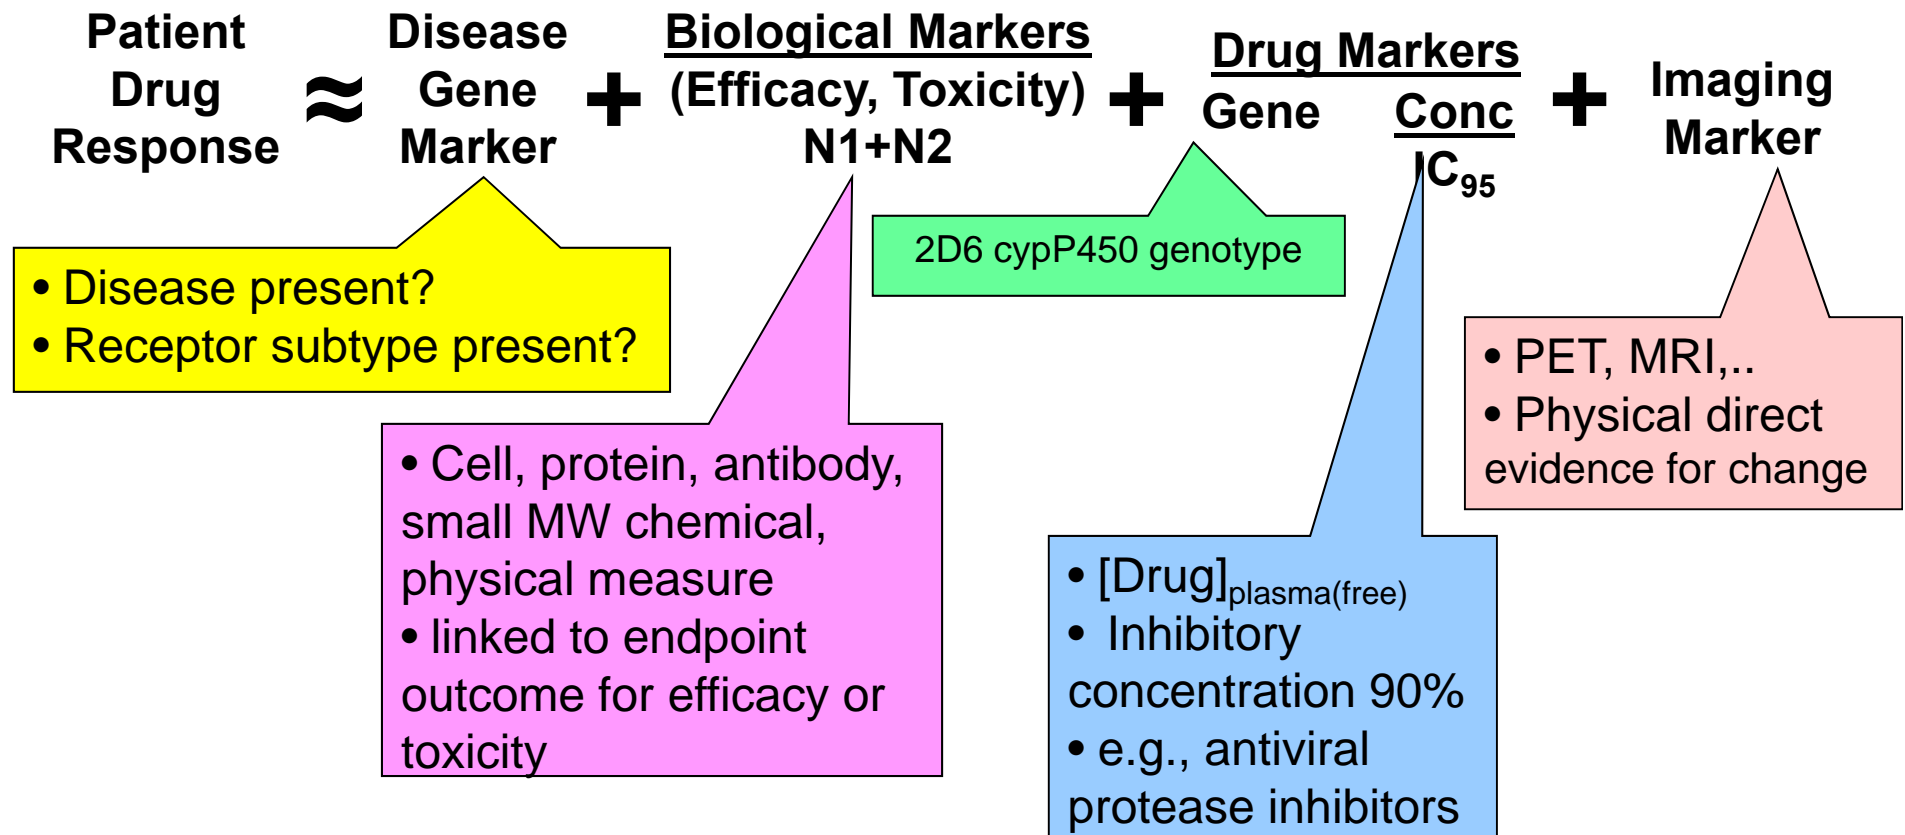 Patient
Drug
Response
≈
Disease
Gene
Marker
+
Biological Markers
(Efficacy, Toxicity)
N1+N2
+
Drug Markers
Gene Conc
IC95
+
Imaging
Marker
• Disease present?
• Receptor subtype present?
• Cell, protein, antibody,
small MW chemical,
physical measure
• linked to endpoint
outcome for efficacy or
toxicity
2D6 cypP450 genotype
• [Drug]plasma(free)
• Inhibitory
concentration 90%
• e.g., antiviral
protease inhibitors
• PET, MRI,..
• Physical direct
evidence for change